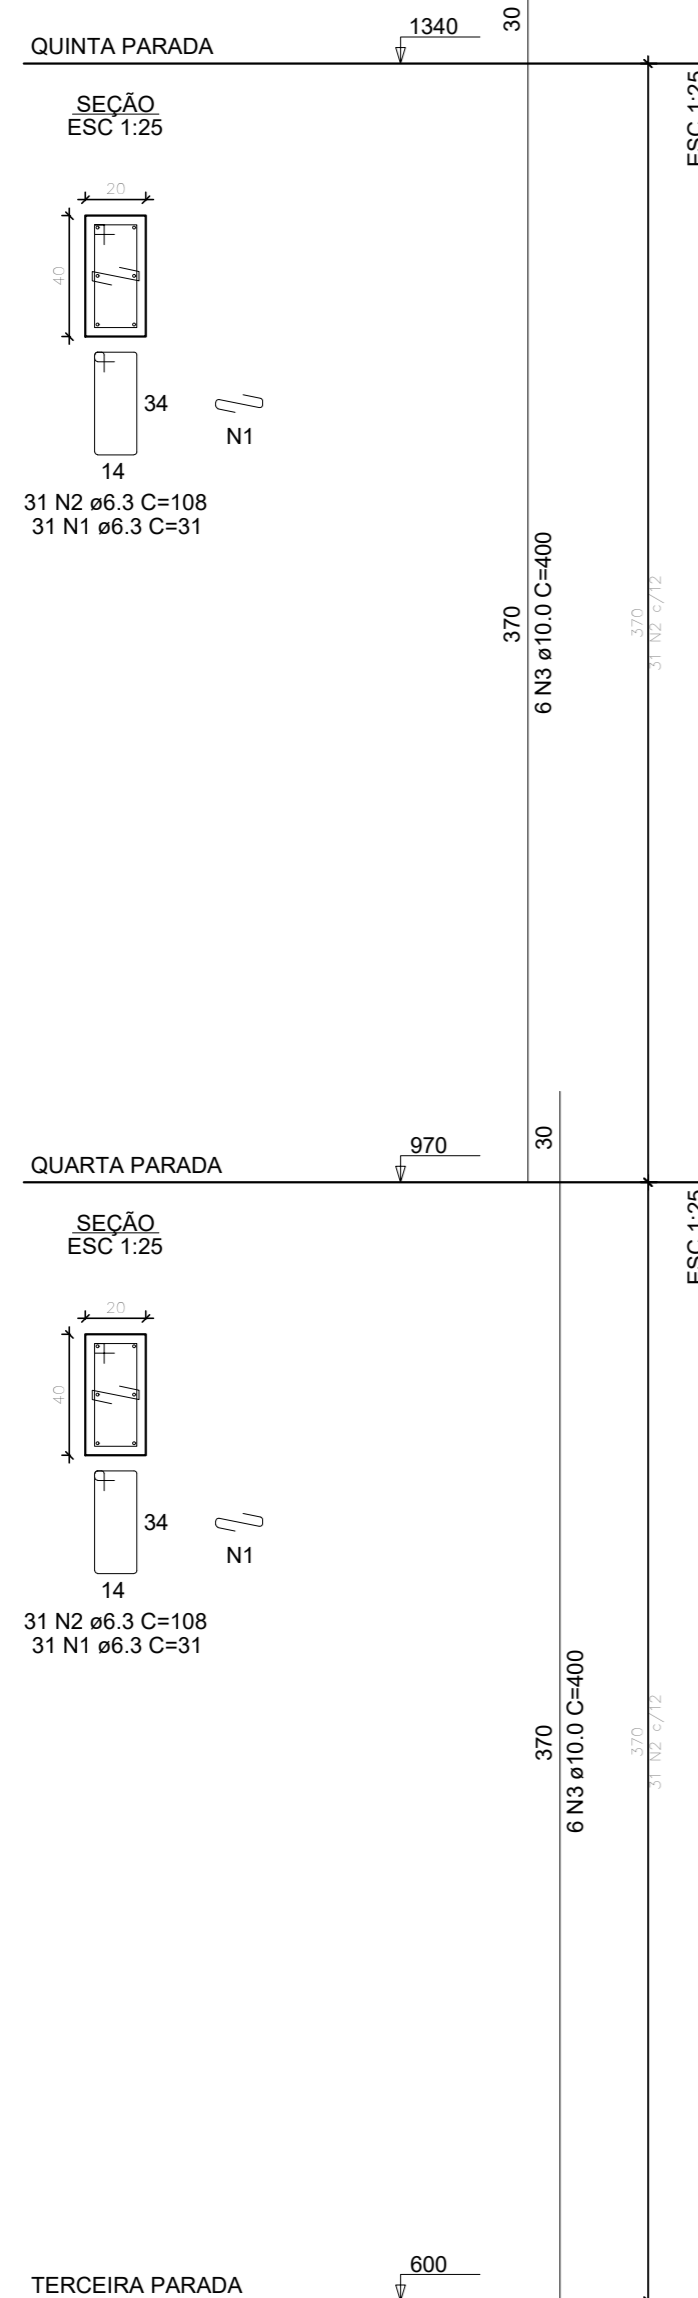 30
1340
QUINTA PARADA
SEÇÃO
ESC 1:25
ESC 1:25
20
40
34
N1
14
31 N2 ø6.3 C=108
31 N1 ø6.3 C=31
370
6 N3 ø10.0 C=400
370
31 N2 c/12
30
970
QUARTA PARADA
SEÇÃO
ESC 1:25
ESC 1:25
20
40
34
N1
14
31 N2 ø6.3 C=108
31 N1 ø6.3 C=31
370
6 N3 ø10.0 C=400
370
31 N2 c/12
600
TERCEIRA PARADA